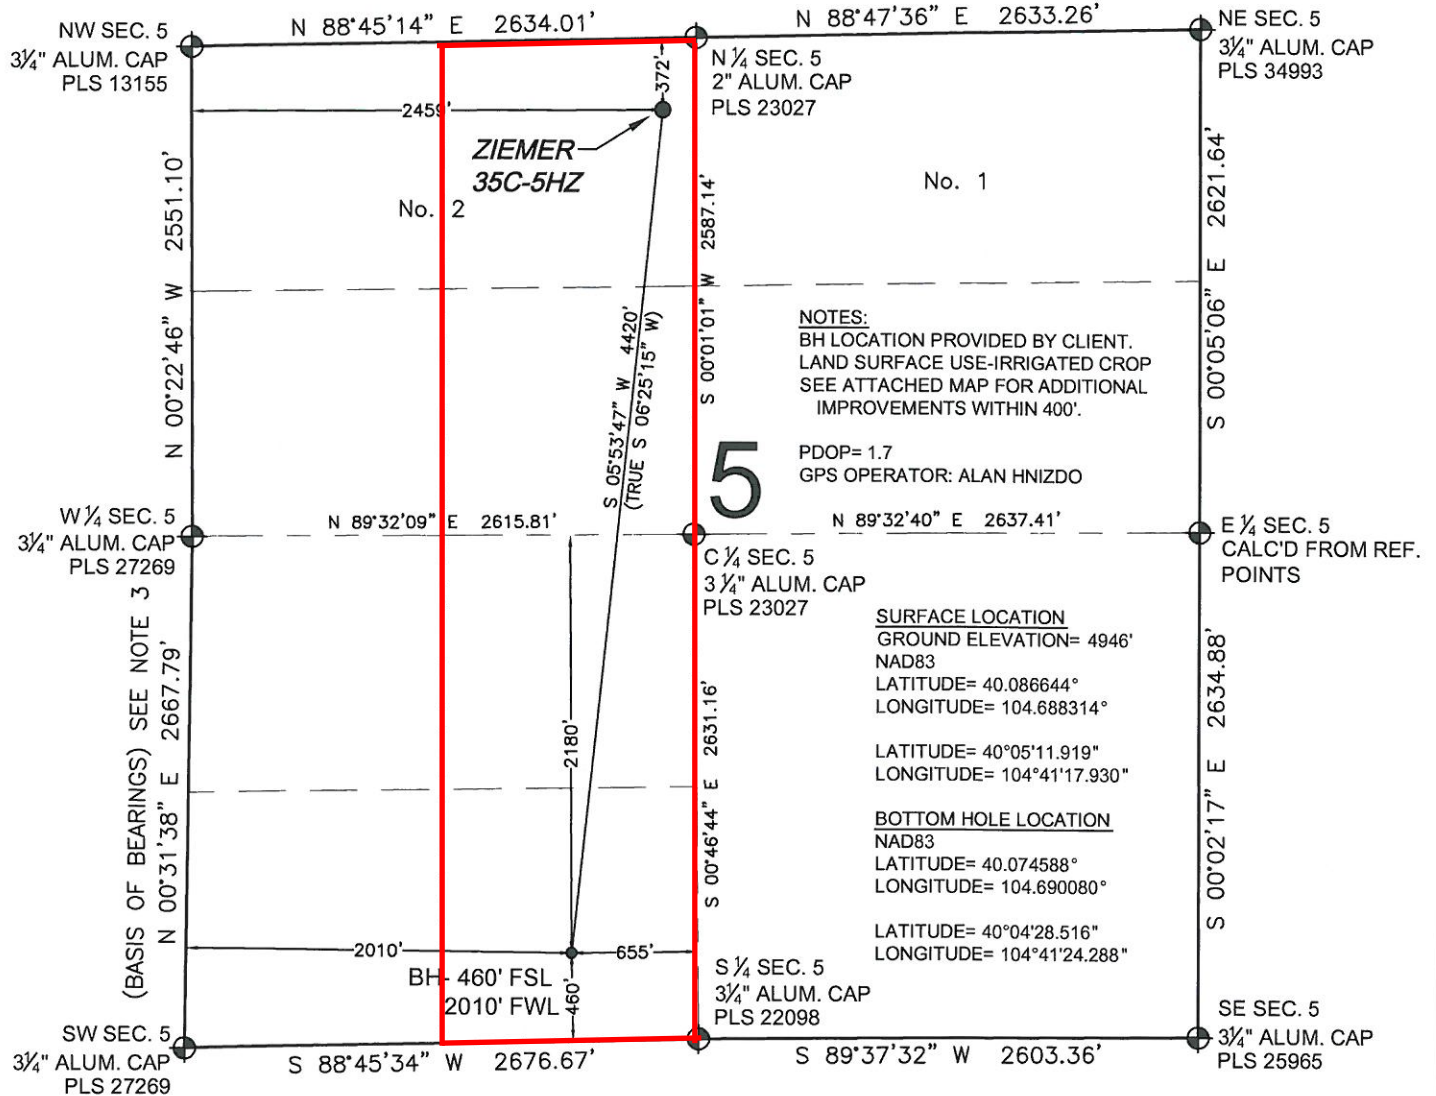 N 88°45'14" E 2634.01'
N 88°47'36" E 2633.26'
NW SEC. 5
3¼" ALUM. CAP
PLS 13155
N ¼ SEC. 5
2" ALUM. CAP
PLS 23027
NE SEC. 5
3¼" ALUM. CAP
PLS 34993
372'
2459'
ZIEMER
35C-5HZ
No. 2
No. 1
N 00°22'46" W 2551.10'
S 00°01'01" W 2587.14'
S 00°05'06" E 2621.64'
S 05°53'47" W 4420'
(TRUE S 06°25'15" W)
NOTES:
BH LOCATION PROVIDED BY CLIENT.
LAND SURFACE USE-IRRIGATED CROP
SEE ATTACHED MAP FOR ADDITIONAL
IMPROVEMENTS WITHIN 400'.
PDOP= 1.7
GPS OPERATOR: ALAN HNIZDO
5
W ¼ SEC. 5
3¼" ALUM. CAP
PLS 27269
N 89°32'09" E 2615.81'
N 89°32'40" E 2637.41'
C ¼ SEC. 5
3 ¼" ALUM. CAP
PLS 23027
E ¼ SEC. 5
CALC'D FROM REF.
POINTS
(BASIS OF BEARINGS) SEE NOTE 3
N 00°31'38" E 2667.79'
2180'
S 00°46'44" E 2631.16'
S 00°02'17" E 2634.88'
SURFACE LOCATION
GROUND ELEVATION= 4946'
NAD83
LATITUDE= 40.086644°
LONGITUDE= 104.688314°
LATITUDE= 40°05'11.919"
LONGITUDE= 104°41'17.930"
BOTTOM HOLE LOCATION
NAD83
LATITUDE= 40.074588°
LONGITUDE= 104.690080°
LATITUDE= 40°04'28.516"
LONGITUDE= 104°41'24.288"
2010'
655'
BH- 460' FSL
2010' FWL
460'
SW SEC. 5
3¼" ALUM. CAP
PLS 27269
S 88°45'34" W 2676.67'
S ¼ SEC. 5
3¼" ALUM. CAP
PLS 22098
S 89°37'32" W 2603.36'
SE SEC. 5
3¼" ALUM. CAP
PLS 25965